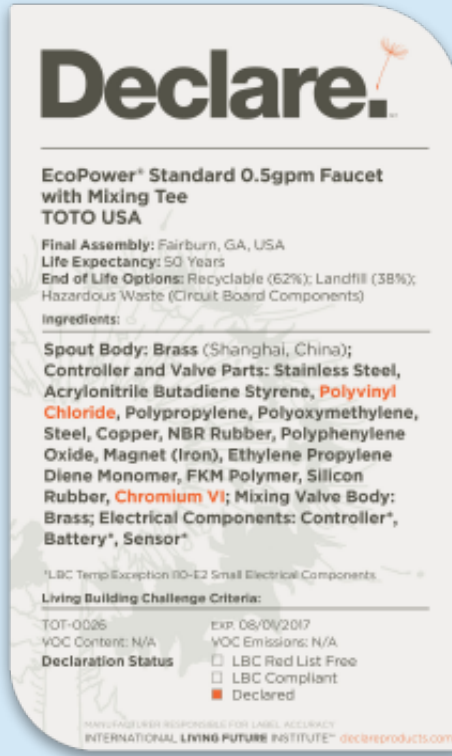 Declare.
EcoPower® Standard 0.5gpm Faucet
with Mixing Tee
TOTO USA
Final Assembly: Fairburn, GA, USA
Life Expectancy: 50 Years
End of Life Options: Recyclable (62%); Landfill (38%);
Hazardous Waste (Circuit Board Components)
Ingredients:
Spout Body: Brass (Shanghai, China);
Controller and Valve Parts: Stainless Steel,
Acrylonitrile Butadiene Styrene, Polyvinyl
Chloride, Polypropylene, Polyoxymethylene,
Steel, Copper, NBR Rubber, Polyphenylene
Oxide, Magnet (Iron), Ethylene Propylene
Diene Monomer, FKM Polymer, Silicon
Rubber, Chromium VI; Mixing Valve Body:
Brass; Electrical Components: Controller*,
Battery*, Sensor*
*LBC Temp Exception I10-E2 Small Electrical Components
Living Building Challenge Criteria:
TOT-0026 EXP. 08/01/2017
VOC Content: N/A VOC Emissions: N/A
Declaration Status LBC Red List Free
LBC Compliant
Declared
MANUFACTURER RESPONSIBLE FOR LABEL ACCURACY
INTERNATIONAL LIVING FUTURE INSTITUTE™ declareproducts.com